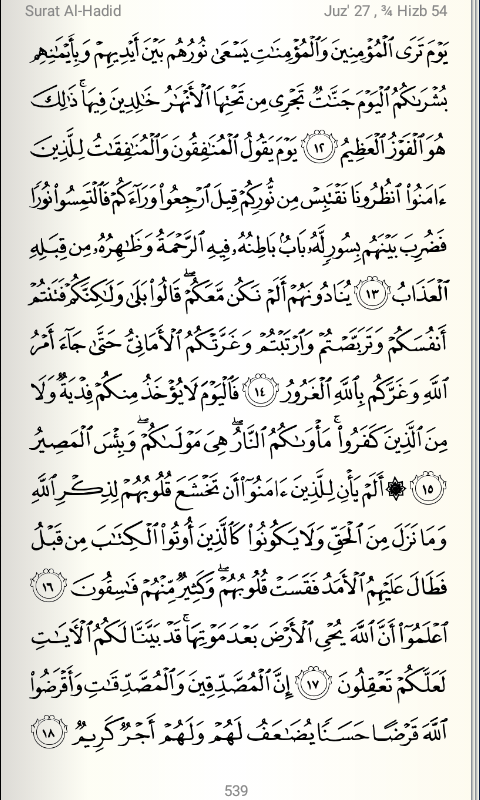 Surat Al-Hadid Juz' 27 , ¾ Hizb 54
يَوْمَ تَرَى ٱلْمُؤْمِنِينَ وَٱلْمُؤْمِنَٰتِ يَسْعَىٰ نُورُهُم بَيْنَ أَيْدِيهِمْ وَبِأَيْمَٰنِهِم
بُشْرَىٰكُمُ ٱلْيَوْمَ جَنَّٰتٌ تَجْرِى مِن تَحْتِهَا ٱلْأَنْهَٰرُ خَٰلِدِينَ فِيهَا ۚ ذَٰلِكَ
هُوَ ٱلْفَوْزُ ٱلْعَظِيمُ ١٢ يَوْمَ يَقُولُ ٱلْمُنَٰفِقُونَ وَٱلْمُنَٰفِقَٰتُ لِلَّذِينَ
ءَامَنُوا۟ ٱنظُرُونَا نَقْتَبِسْ مِن نُّورِكُمْ قِيلَ ٱرْجِعُوا۟ وَرَآءَكُمْ فَٱلْتَمِسُوا۟ نُورًا
فَضُرِبَ بَيْنَهُم بِسُورٍ لَّهُۥ بَابٌۢ بَاطِنُهُۥ فِيهِ ٱلرَّحْمَةُ وَظَٰهِرُهُۥ مِن قِبَلِهِ
ٱلْعَذَابُ ١٣ يُنَادُونَهُمْ أَلَمْ نَكُن مَّعَكُمْ ۖ قَالُوا۟ بَلَىٰ وَلَٰكِنَّكُمْ فَتَنتُمْ
أَنفُسَكُمْ وَتَرَبَّصْتُمْ وَٱرْتَبْتُمْ وَغَرَّتْكُمُ ٱلْأَمَانِىُّ حَتَّىٰ جَآءَ أَمْرُ
ٱللَّهِ وَغَرَّكُم بِٱللَّهِ ٱلْغَرُورُ ١٤ فَٱلْيَوْمَ لَا يُؤْخَذُ مِنكُمْ فِدْيَةٌ وَلَا
مِنَ ٱلَّذِينَ كَفَرُوا۟ ۚ مَأْوَىٰكُمُ ٱلنَّارُ ۖ هِىَ مَوْلَىٰكُمْ ۖ وَبِئْسَ ٱلْمَصِيرُ
١٥ ۞ أَلَمْ يَأْنِ لِلَّذِينَ ءَامَنُوٓا۟ أَن تَخْشَعَ قُلُوبُهُمْ لِذِكْرِ ٱللَّهِ
وَمَا نَزَلَ مِنَ ٱلْحَقِّ وَلَا يَكُونُوا۟ كَٱلَّذِينَ أُوتُوا۟ ٱلْكِتَٰبَ مِن قَبْلُ
فَطَالَ عَلَيْهِمُ ٱلْأَمَدُ فَقَسَتْ قُلُوبُهُمْ ۖ وَكَثِيرٌ مِّنْهُمْ فَٰسِقُونَ ١٦
ٱعْلَمُوٓا۟ أَنَّ ٱللَّهَ يُحْىِ ٱلْأَرْضَ بَعْدَ مَوْتِهَا ۚ قَدْ بَيَّنَّا لَكُمُ ٱلْءَايَٰتِ
لَعَلَّكُمْ تَعْقِلُونَ ١٧ إِنَّ ٱلْمُصَّدِّقِينَ وَٱلْمُصَّدِّقَٰتِ وَأَقْرَضُوا۟
ٱللَّهَ قَرْضًا حَسَنًا يُضَٰعَفُ لَهُمْ وَلَهُمْ أَجْرٌ كَرِيمٌ ١٨
539